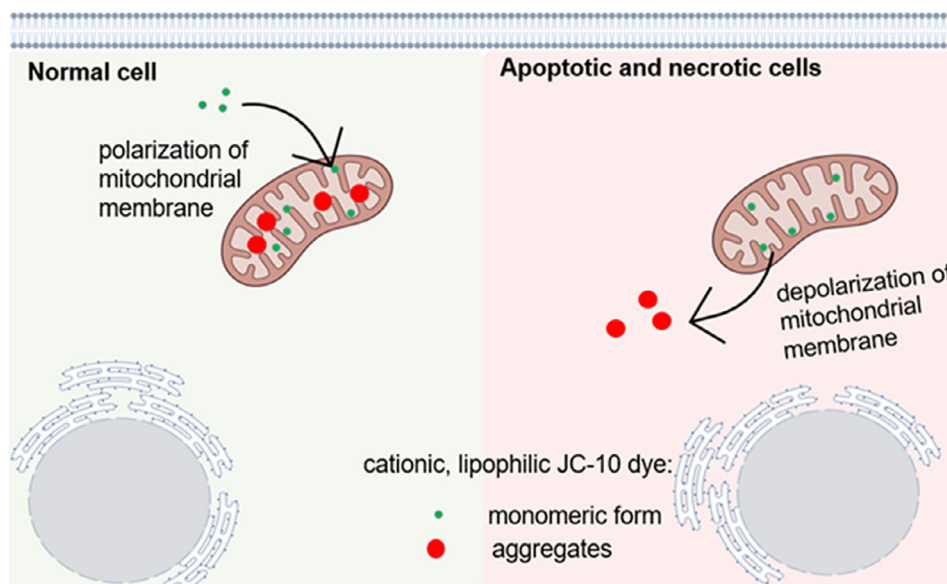 Normal cell
Apoptotic and necrotic cells
polarization of
mitochondrial
membrane
depolarization of
mitochondrial
membrane
cationic, lipophilic JC-10 dye:
monomeric form
aggregates